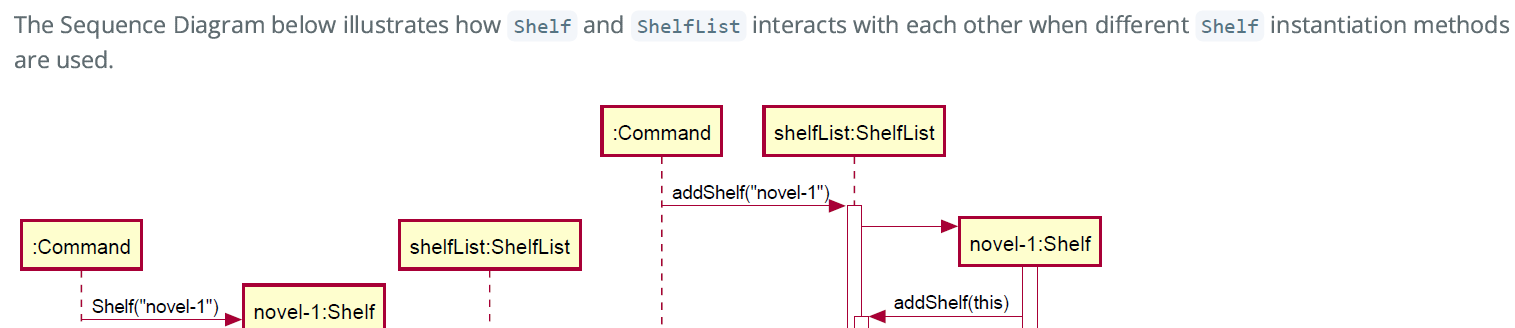 The Sequence Diagram below illustrates how Shelf and ShelfList interacts with each other when different Shelf instantiation methods
are used.
:Command
shelfList:ShelfList
addShelf("novel-1")
:Command
shelfList:ShelfList
novel-1:Shelf
Shelf("novel-1")
novel-1:Shelf
addShelf(this)